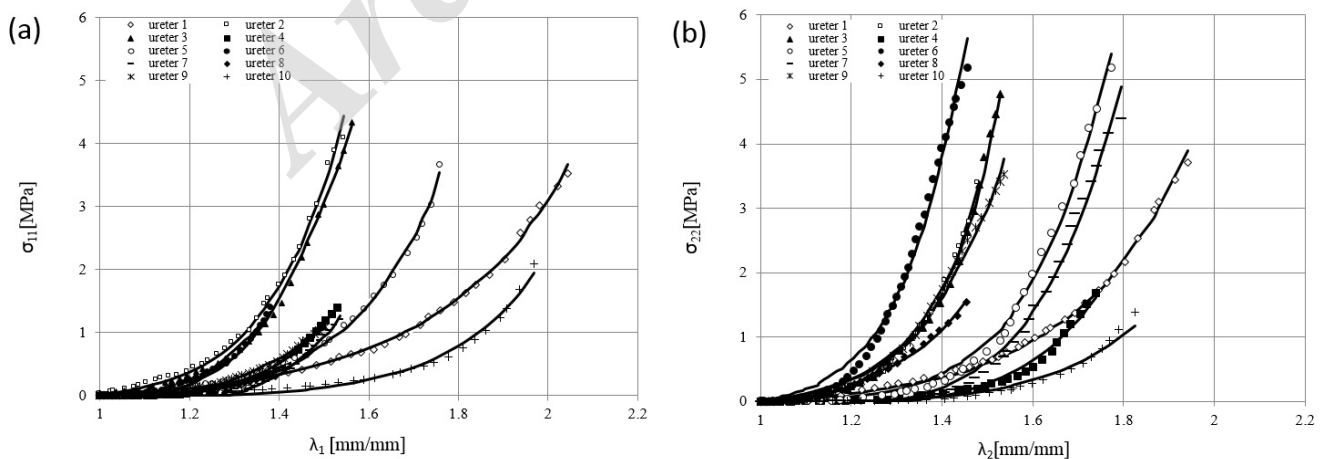 (a)
6
5
4
3
2
1
0
σ11[MPa]
ureter 1
ureter 2
ureter 3
ureter 4
ureter 5
ureter 6
ureter 7
ureter 8
ureter 9
ureter 10
1
1.2
1.4
1.6
1.8
2
2.2
λ1 [mm/mm]
(b)
6
5
4
3
2
1
0
σ22[MPa]
ureter 1
ureter 2
ureter 3
ureter 4
ureter 5
ureter 6
ureter 7
ureter 8
ureter 9
ureter 10
1
1.2
1.4
1.6
1.8
2
2.2
λ2[mm/mm]